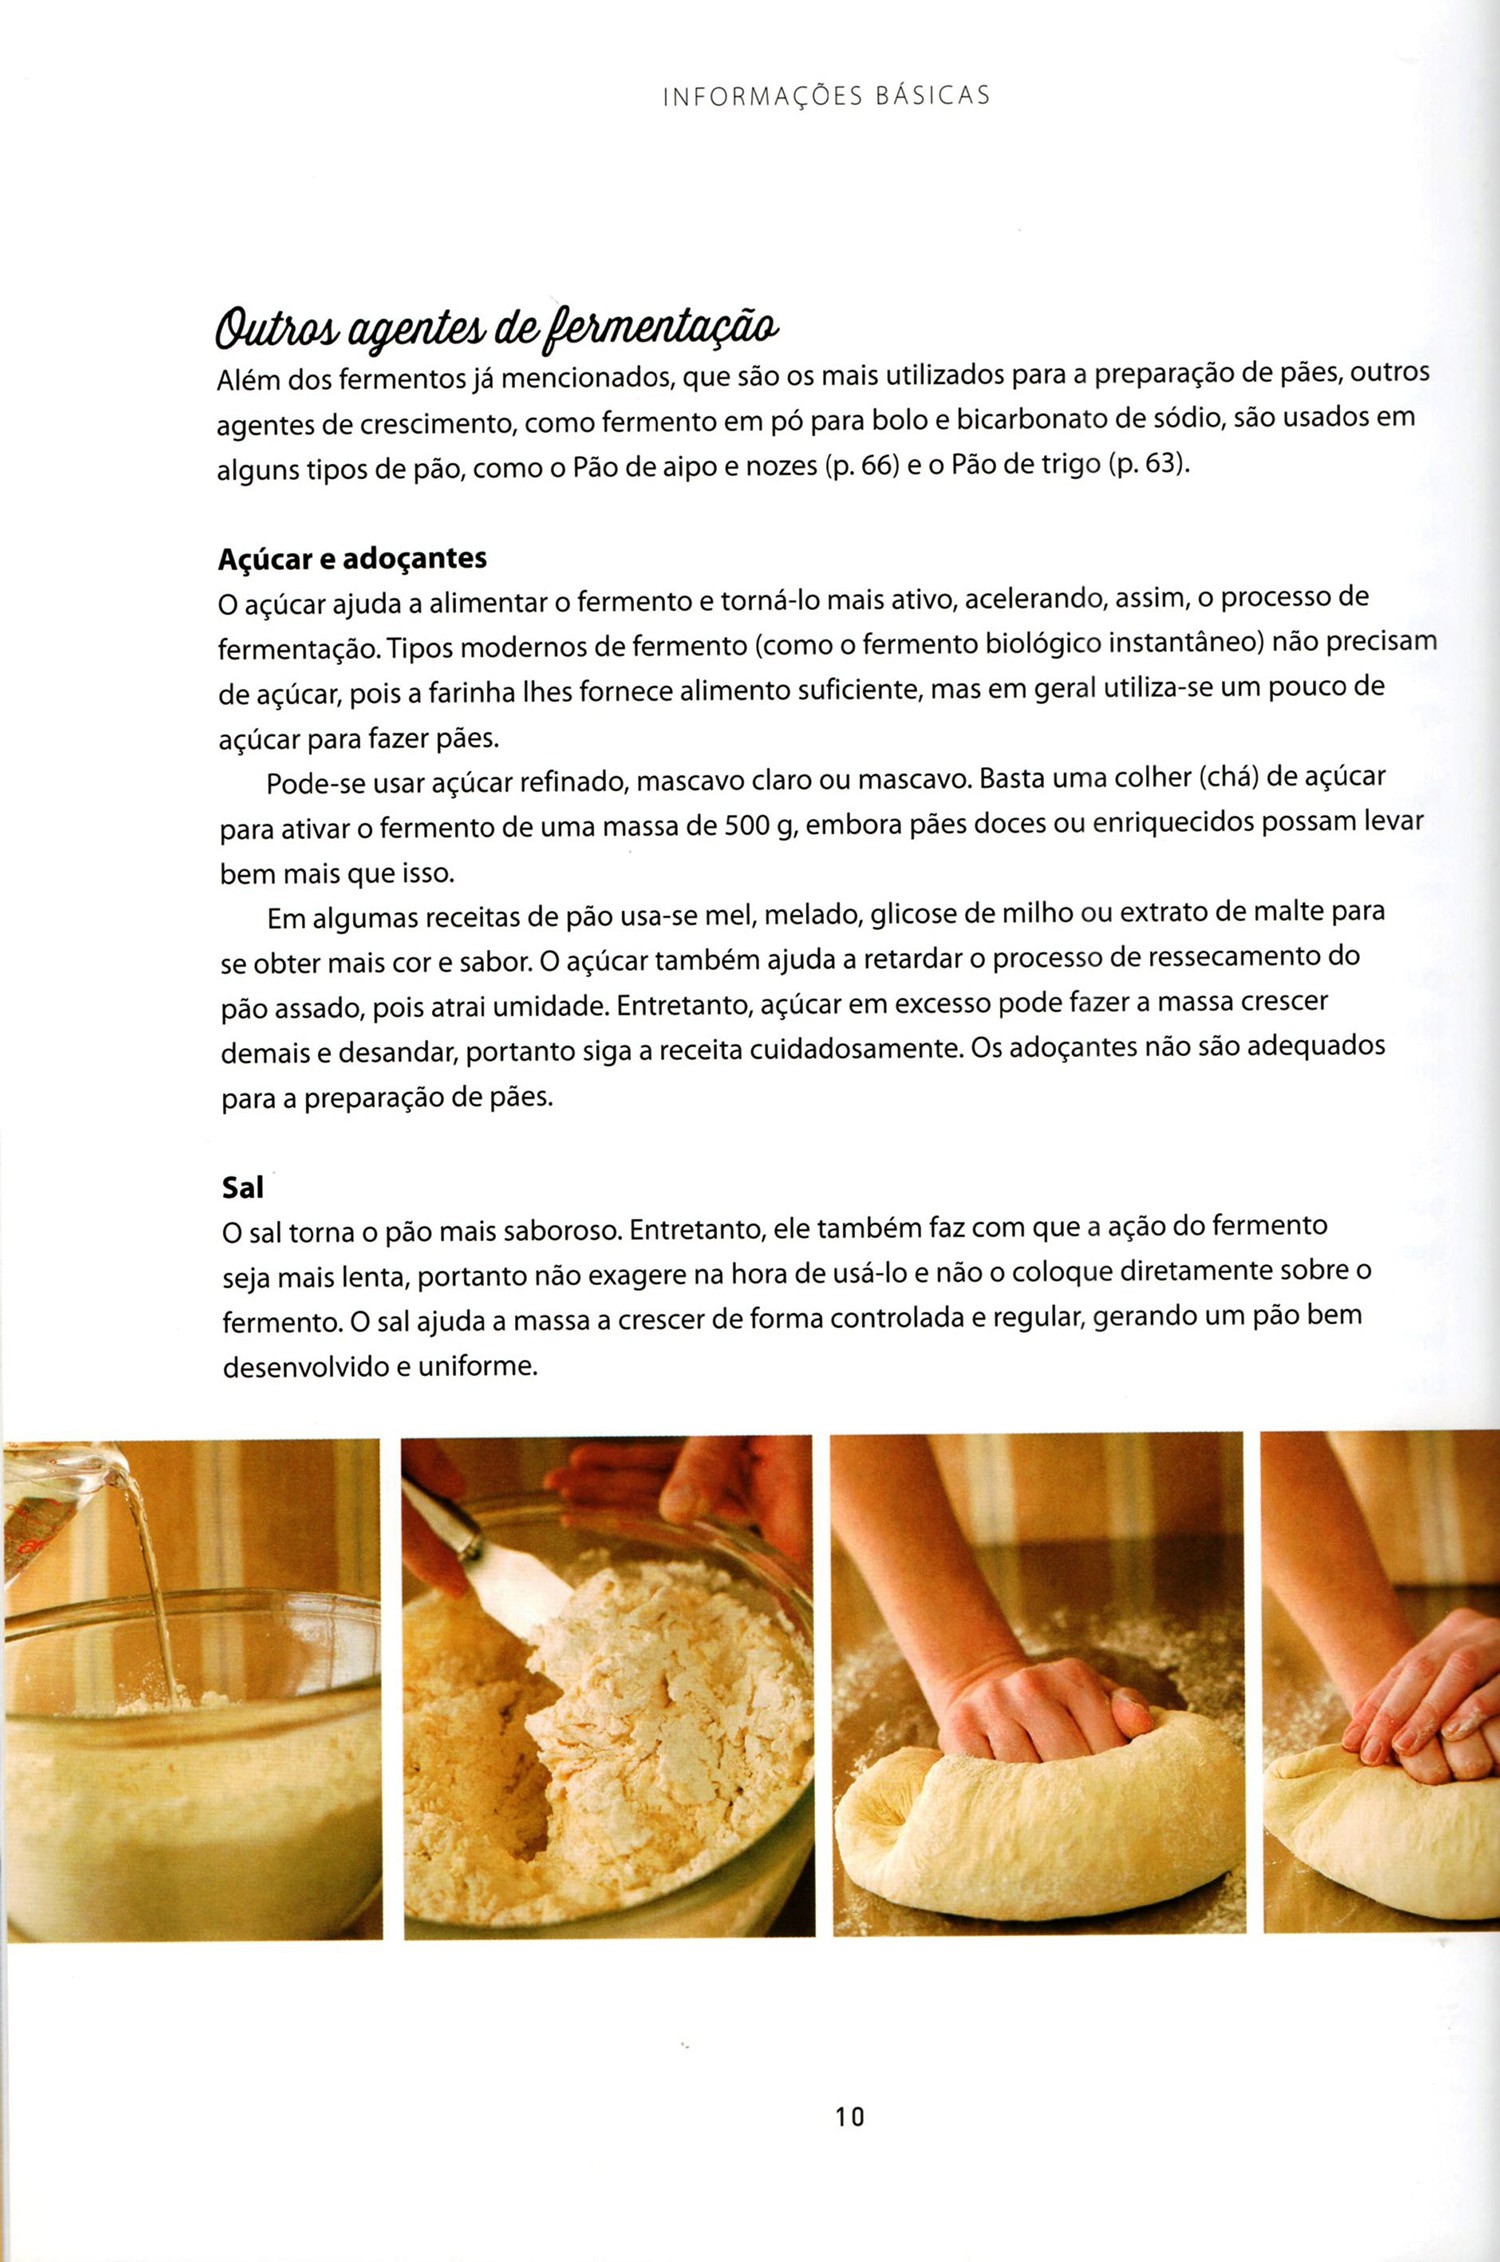 INFORMAÇÕES BÁSICAS
Outros agentes de fermentação
Além dos fermentos já mencionados, que são os mais utilizados para a preparação de pães, outros
agentes de crescimento, como fermento em pó para bolo e bicarbonato de sódio, são usados em
alguns tipos de pão, como o Pão de aipo e nozes (p. 66) e o Pão de trigo (p. 63).
Açúcar e adoçantes
O açúcar ajuda a alimentar o fermento e torná-lo mais ativo, acelerando, assim, o processo de
fermentação. Tipos modernos de fermento (como o fermento biológico instantâneo) não precisam
de açúcar, pois a farinha lhes fornece alimento suficiente, mas em geral utiliza-se um pouco de
açúcar para fazer pães.
Pode-se usar açúcar refinado, mascavo claro ou mascavo. Basta uma colher (chá) de açúcar
para ativar o fermento de uma massa de 500 g, embora pães doces ou enriquecidos possam levar
bem mais que isso.
Em algumas receitas de pão usa-se mel, melado, glicose de milho ou extrato de malte para
se obter mais cor e sabor. O açúcar também ajuda a retardar o processo de ressecamento do
pão assado, pois atrai umidade. Entretanto, açúcar em excesso pode fazer a massa crescer
demais e desandar, portanto siga a receita cuidadosamente. Os adoçantes não são adequados
para a preparação de pães.
Sal
O sal torna o pão mais saboroso. Entretanto, ele também faz com que a ação do fermento
seja mais lenta, portanto não exagere na hora de usá-lo e não o coloque diretamente sobre o
fermento. O sal ajuda a massa a crescer de forma controlada e regular, gerando um pão bem
desenvolvido e uniforme.
10